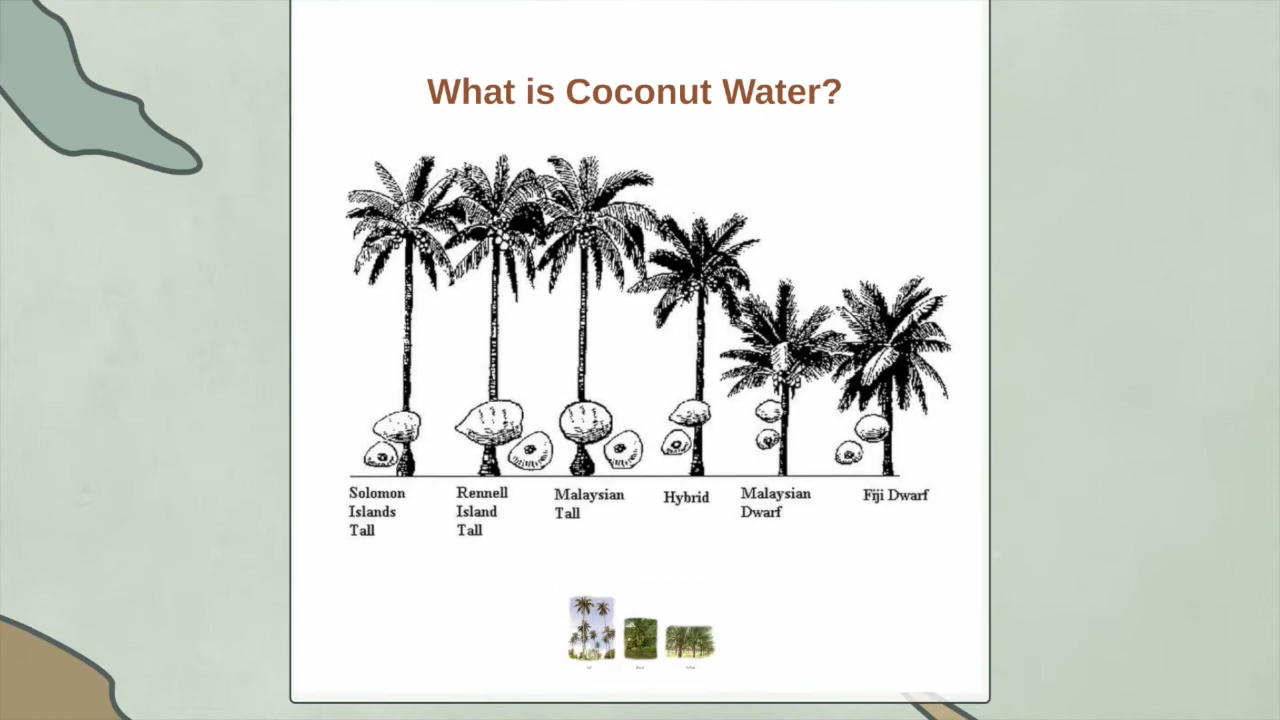 What is Coconut Water?
Solomon
Islands
Tall
Rennell
Island
Tall
Malaysian
Tall
Hybrid
Malaysian
Dwarf
Fiji Dwarf